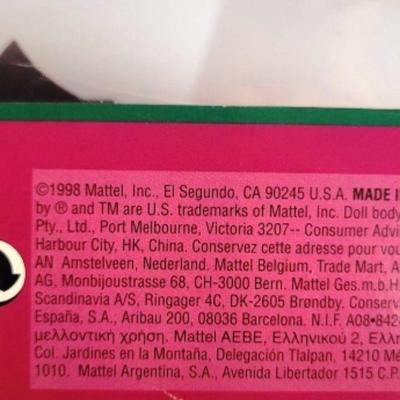 ©1998 Mattel, Inc., El Segundo, CA 90245 U.S.A. MADE I
by ® and TM are U.S. trademarks of Mattel, Inc. Doll body
Pty., Ltd., Port Melbourne, Victoria 3207-- Consumer Advi
Harbour City, HK, China. Conservez cette adresse pour vou
AN Amstelveen, Nederland. Mattel Belgium, Trade Mart, A
AG, Monbijoustrasse 68, CH-3000 Bern. Mattel Ges.m.b.H
Scandinavia A/S, Ringager 4C, DK-2605 Brøndby. Conserv
España, S.A., Aribau 200, 08036 Barcelona. N.I.F. A08-842
μελλοντική χρήση. Mattel AEBE, Ελληνικού 2, Ελλην
Col. Jardines en la Montaña, Delegación Tlalpan, 14210 Mé
1010. Mattel Argentina, S.A., Avenida Libertador 1515 C.P